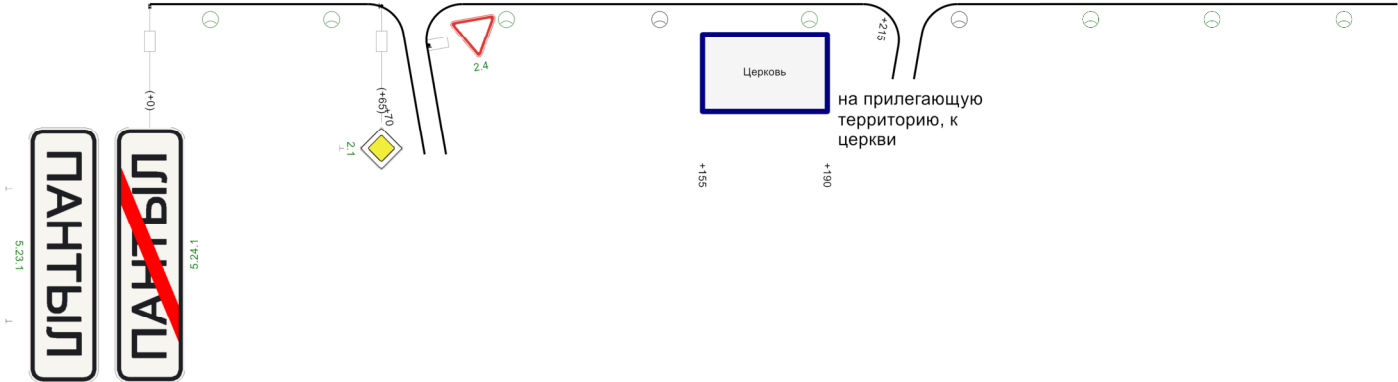 (+0)
(+65)
+70
2.4
+215
Церковь
на прилегающую
территорию, к
церкви
2.1
+155
+190
ПАНТЫЛ
ПАНТЫЛ
5.23.1
5.24.1